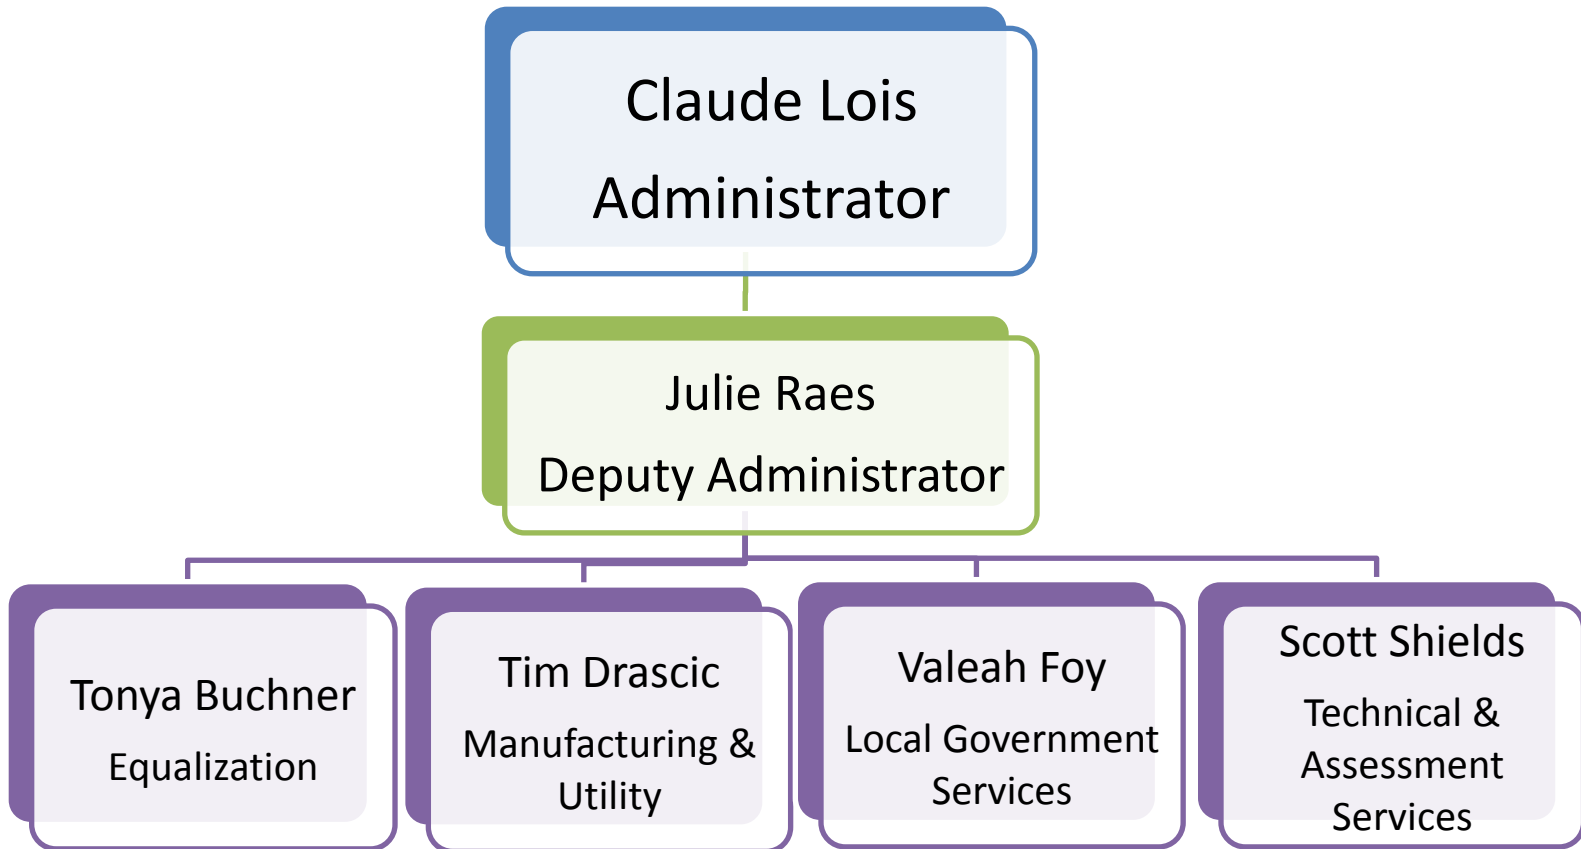 Claude Lois
Administrator
Julie Raes
Deputy Administrator
Tonya Buchner
Equalization
Tim Drascic
Manufacturing &
Utility
Valeah Foy
Local Government
Services
Scott Shields
Technical &
Assessment
Services